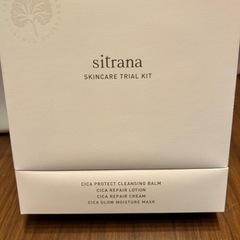 sitrana
SKINCARE TRIAL KIT
CICA PROTECT CLEANSING BALM
CICA REPAIR LOTION
CICA REPAIR CREAM
CICA GLOW MOISTURE MASK